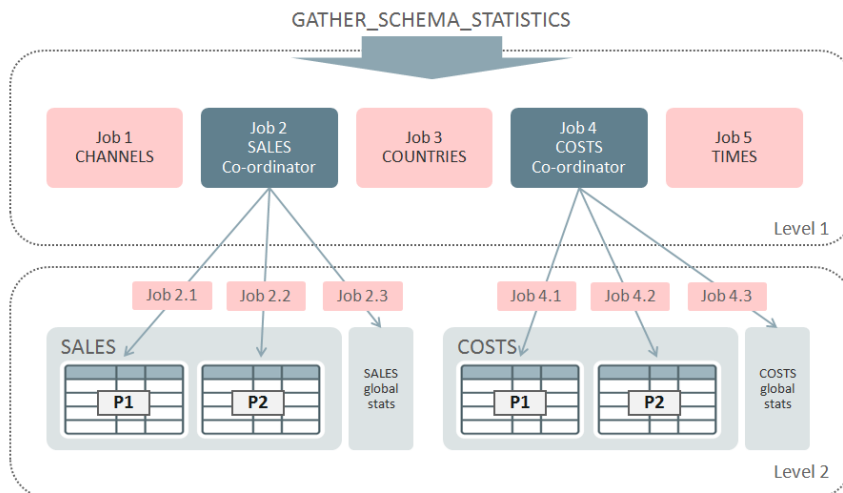 GATHER_SCHEMA_STATISTICS
Job 1
CHANNELS
Job 2
SALES
Co-ordinator
Job 3
COUNTRIES
Job 4
COSTS
Co-ordinator
Job 5
TIMES
Level 1
Job 2.1
Job 2.2
Job 2.3
Job 4.1
Job 4.2
Job 4.3
SALES
P1
P2
SALES
global
stats
COSTS
P1
P2
COSTS
global
stats
Level 2